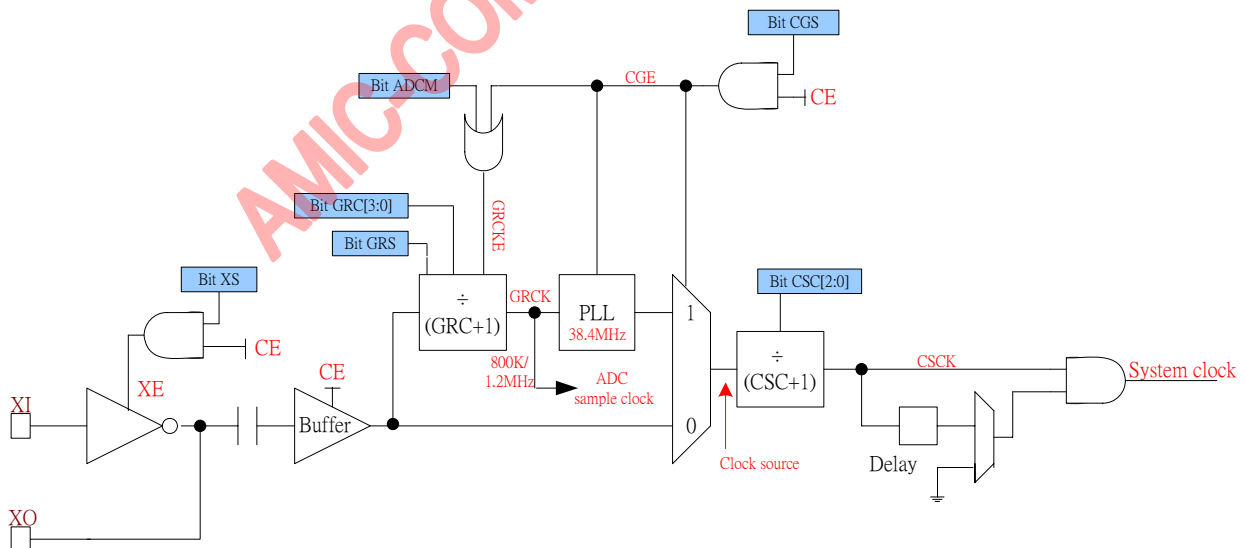 Bit CGS
CGE
CE
Bit ADCM
AMIC-COM
Bit GRC[3:0]
GRCKE
Bit GRS
Bit XS
CE
XE
÷
(GRC+1)
GRCK
PLL
38.4MHz
1
Bit CSC[2:0]
÷
(CSC+1)
CSCK
System clock
800K/
1.2MHz
ADC
sample clock
CE
XI
Buffer
0
Clock source
Delay
XO